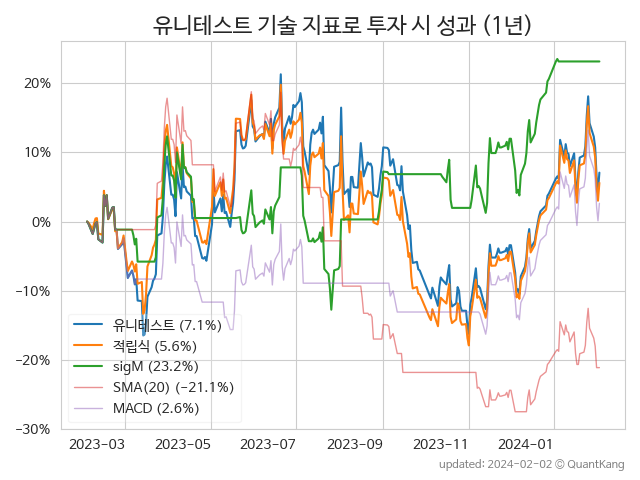 유니테스트 기술 지표로 투자 시 성과 (1년)
20%
10%
0%
−10%
−20%
−30%
유니테스트 (7.1%)
적립식 (5.6%)
sigM (23.2%)
SMA(20) (−21.1%)
MACD (2.6%)
2023-03
2023-05
2023-07
2023-09
2023-11
2024-01
updated: 2024-02-02 © QuantKang